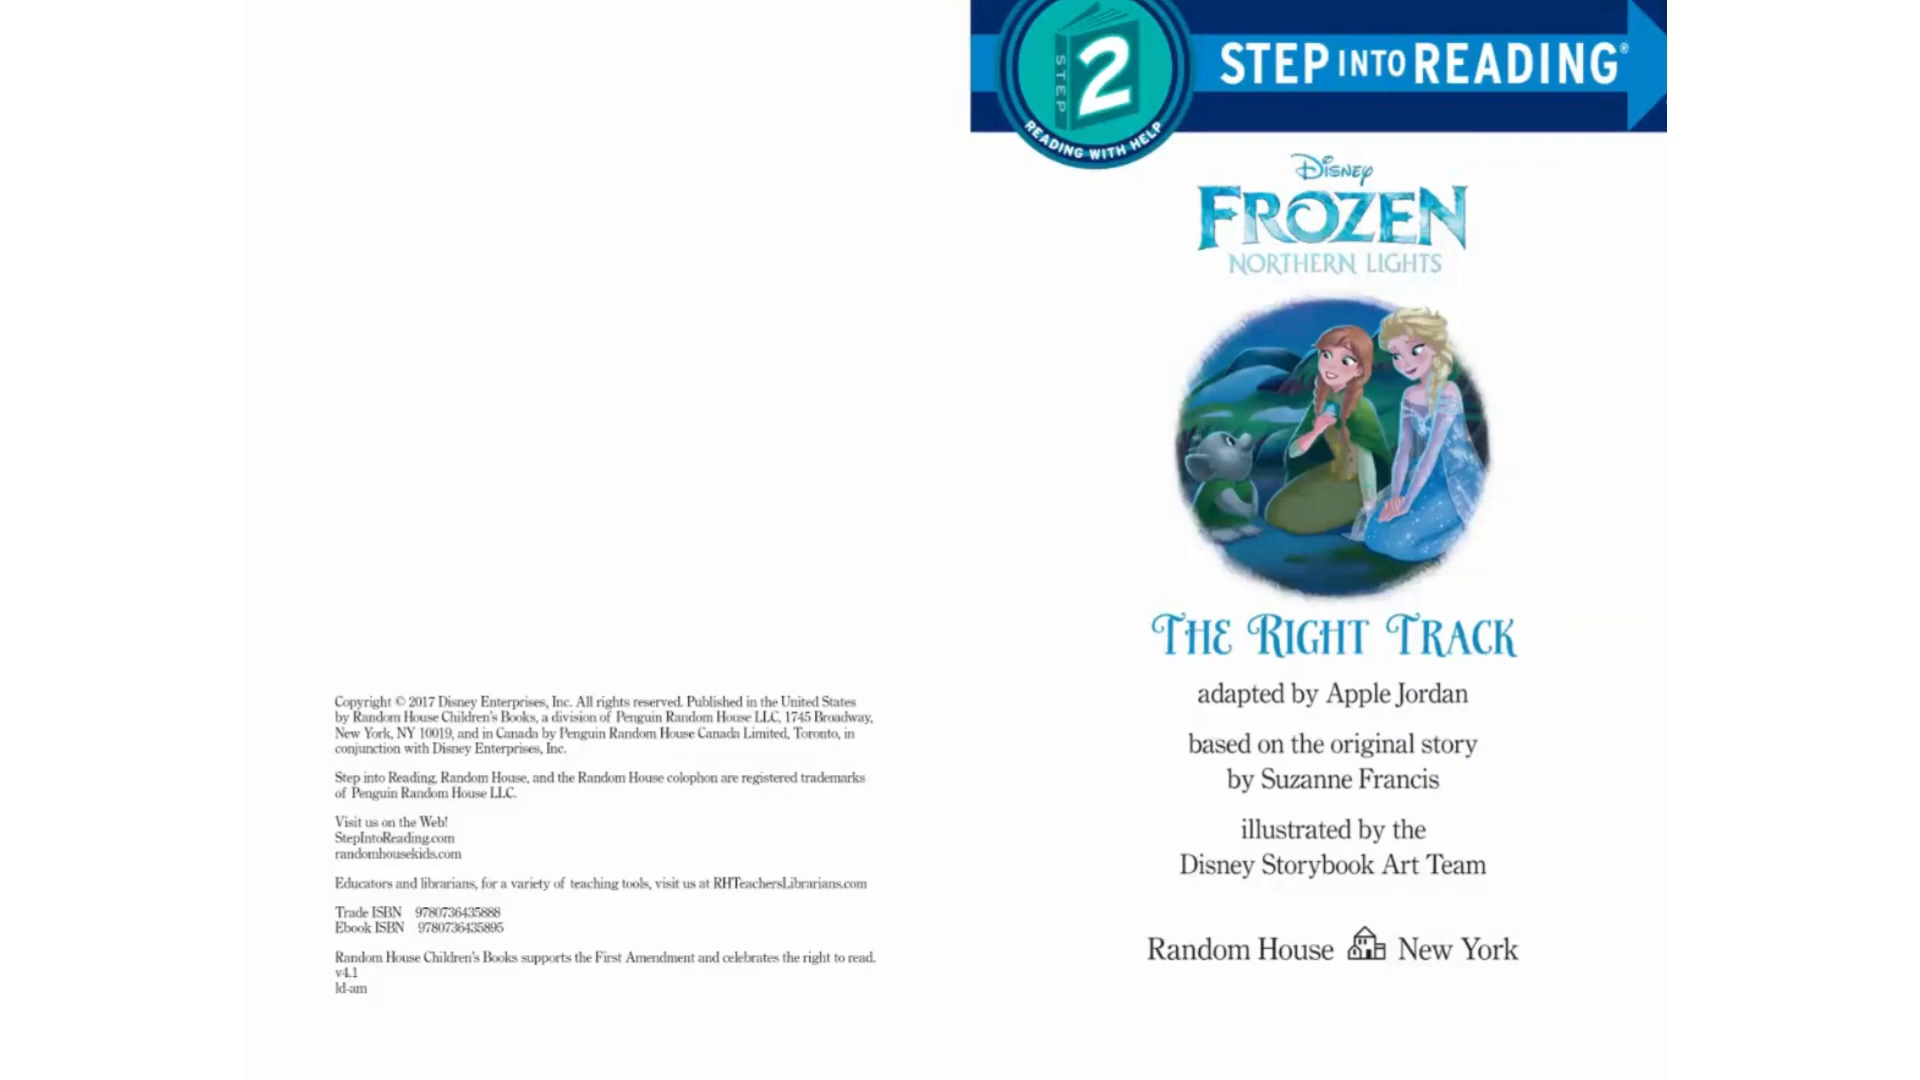 Copyright © 2017 Disney Enterprises, Inc. All rights reserved. Published in the United States
by Random House Children's Books, a division of Penguin Random House LLC, 1745 Broadway,
New York, NY 10019, and in Canada by Penguin Random House Canada Limited, Toronto, in
conjunction with Disney Enterprises, Inc.
Step into Reading, Random House, and the Random House colophon are registered trademarks
of Penguin Random House LLC.
Visit us on the Web!
StepIntoReading.com
randomhousekids.com
Educators and librarians, for a variety of teaching tools, visit us at RHTeachersLibrarians.com
Trade ISBN 9780736435888
Ebook ISBN 9780736435895
Random House Children's Books supports the First Amendment and celebrates the right to read.
v4.1
ld-am
STEP 2
READING WITH HELP
STEP INTO READING®
DISNEY
FROZEN
NORTHERN LIGHTS
THE RIGHT TRACK
adapted by Apple Jordan
based on the original story
by Suzanne Francis
illustrated by the
Disney Storybook Art Team
Random House New York